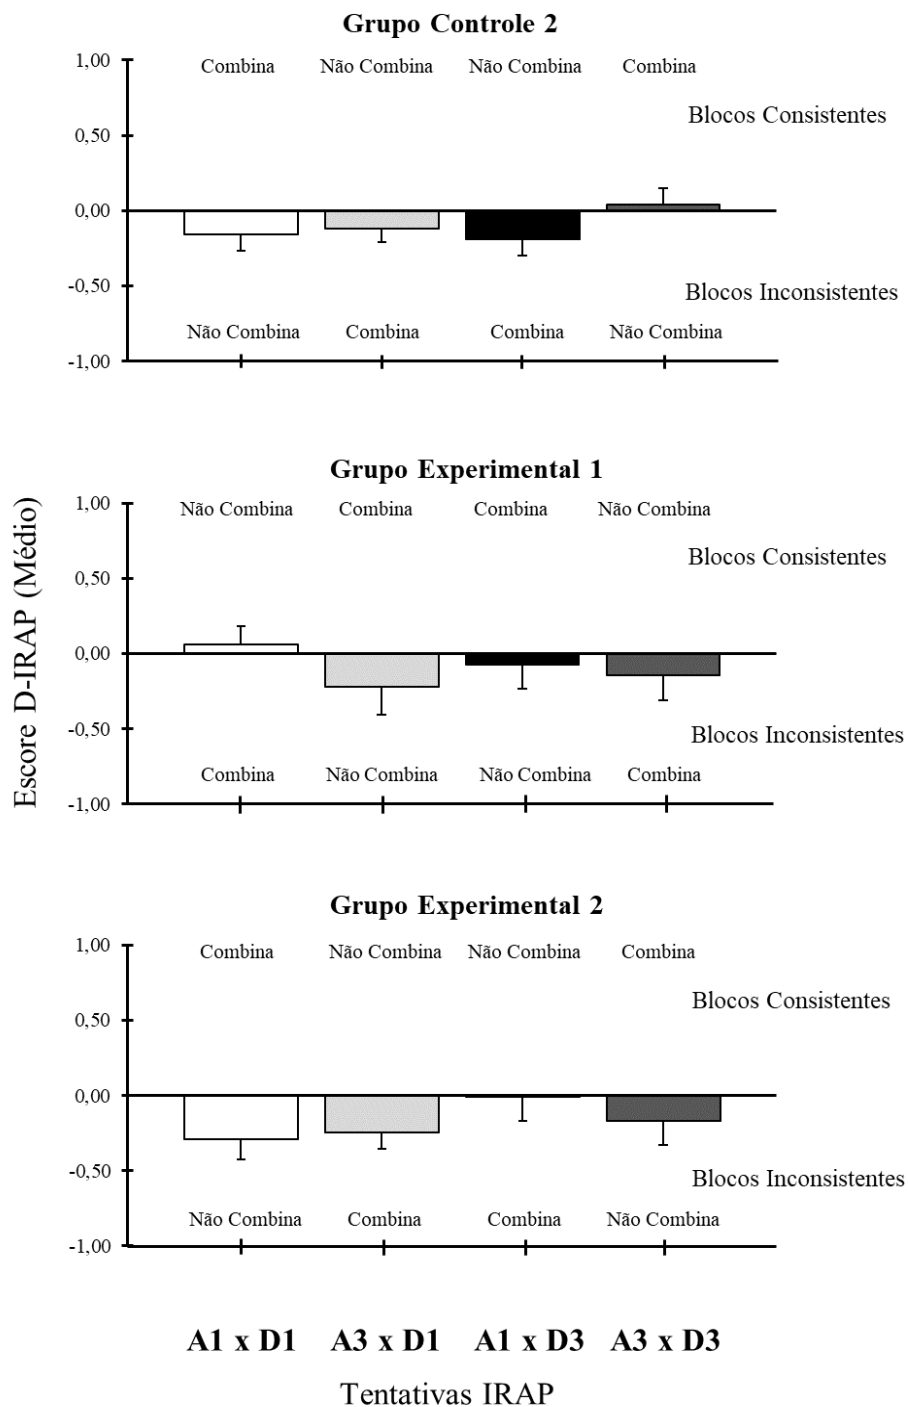 Grupo Controle 2
1,00
Combina
Não Combina
Não Combina
Combina
Blocos Consistentes
0,50
0,00
-0,50
Blocos Inconsistentes
Não Combina
Combina
Combina
Não Combina
-1,00
Escore D-IRAP (Médio)
Grupo Experimental 1
1,00
Não Combina
Combina
Combina
Não Combina
Blocos Consistentes
0,50
0,00
-0,50
Blocos Inconsistentes
Combina
Não Combina
Não Combina
Combina
-1,00
Grupo Experimental 2
1,00
Combina
Não Combina
Não Combina
Combina
Blocos Consistentes
0,50
0,00
-0,50
Blocos Inconsistentes
Não Combina
Combina
Combina
Não Combina
-1,00
A1 x D1
A3 x D1
A1 x D3
A3 x D3
Tentativas IRAP